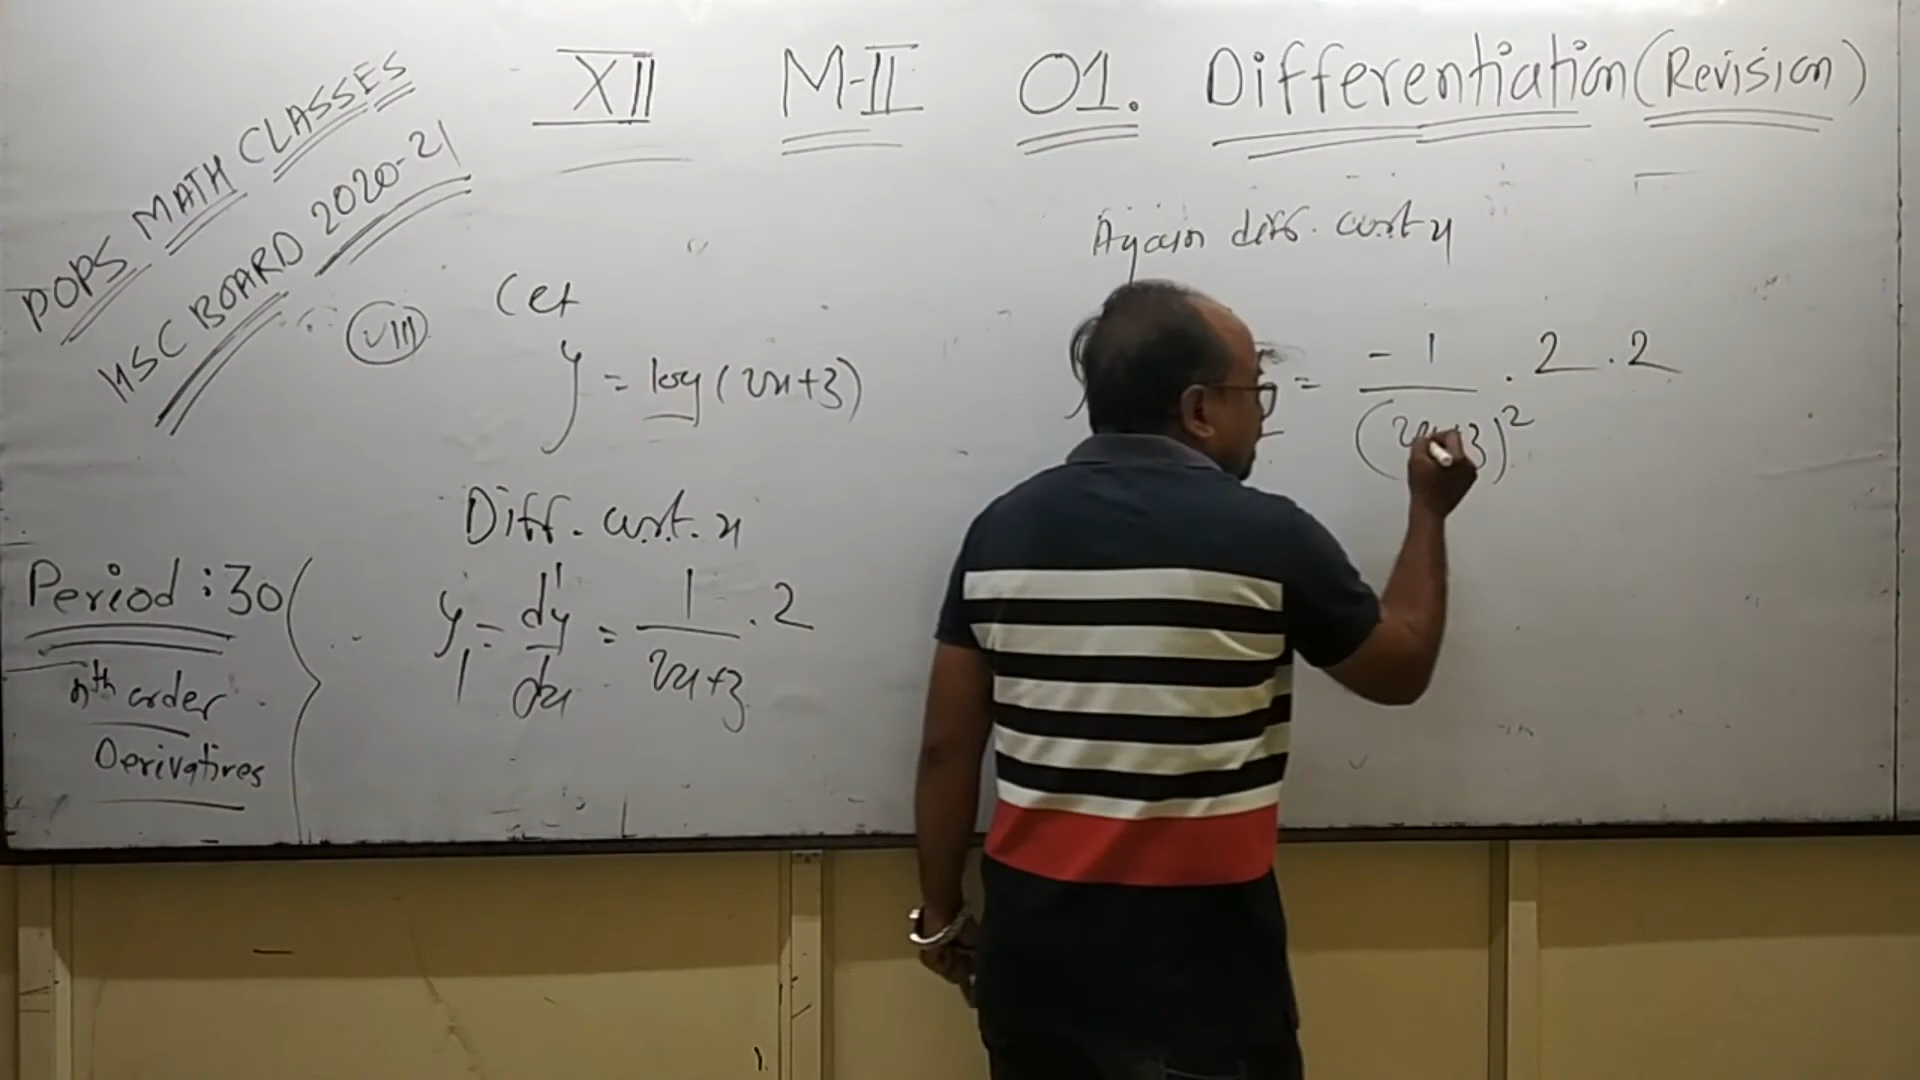 POPS MATH CLASSES
HSC BOARD 2020-21
XII M-II 01. Differentiation (Revision)
(viii) Let
y = log(2x+3)
Diff. w.r.t. x
y1 = dy/dx = 1/(2x+3) . 2
Period : 30
nth order
Derivatives
Again diff. w.r.t x
= -1/(2x+3)² . 2 . 2